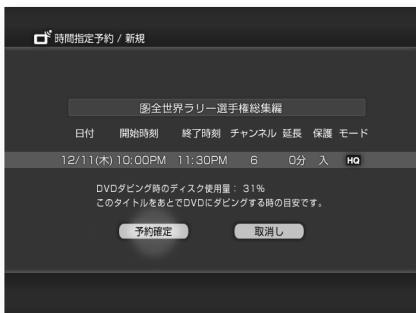 時間指定予約 / 新規
全世界ラリー選手権総集編
日付 開始時刻 終了時刻 チャンネル 延長 保護 モード
12/11(木) 10:00PM 11:30PM 6 0分 入 HQ
DVDダビング時のディスク使用量： 31%
このタイトルをあとでDVDにダビングする時の目安です。
予約確定 取消し